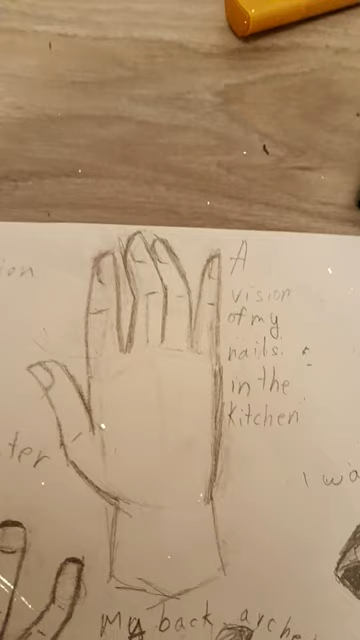 A
vision
of my
nails.
in the
kitchen
ion
ter
I wa
My back arche